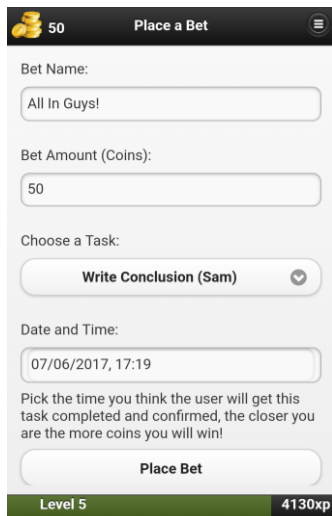 50 Place a Bet
Bet Name:
All In Guys!
Bet Amount (Coins):
50
Choose a Task:
Write Conclusion (Sam)
Date and Time:
07/06/2017, 17:19
Pick the time you think the user will get this
task completed and confirmed, the closer you
are the more coins you will win!
Place Bet
Level 5 4130xp